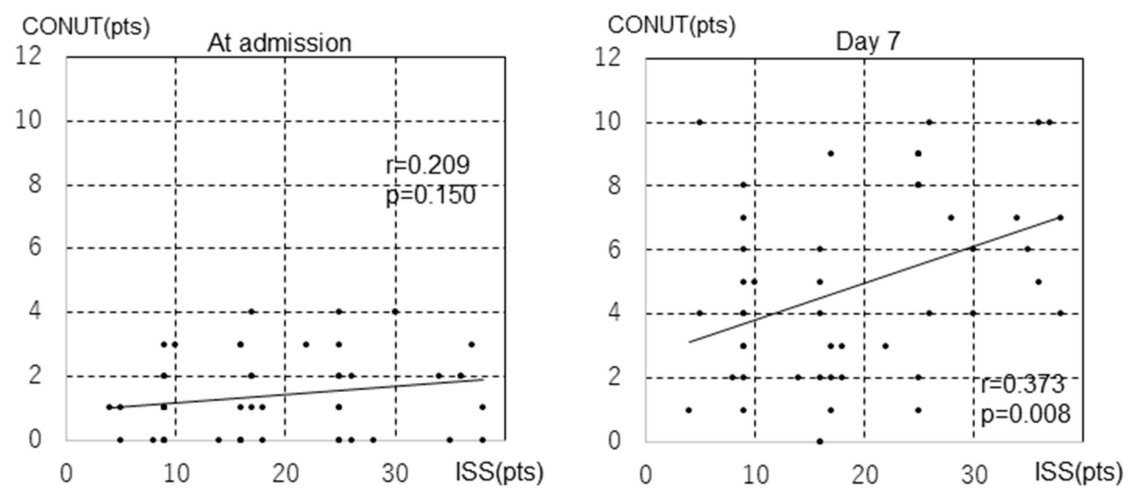 CONUT(pts)
At admission
12
10
8
6
4
2
0
r=0.209
p=0.150
0 10 20 30 ISS(pts)
CONUT(pts)
Day 7
12
10
8
6
4
2
0
r=0.373
p=0.008
0 10 20 30 ISS(pts)